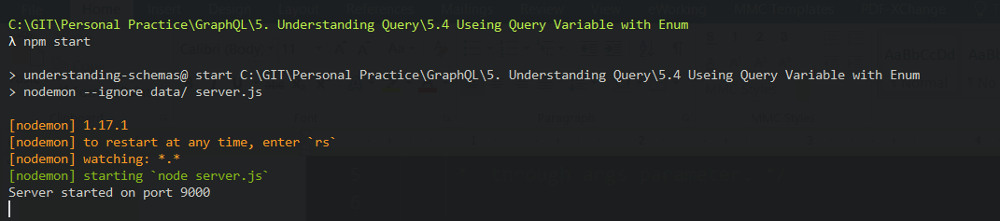 C:\GIT\Personal Practice\GraphQL\5. Understanding Query\5.4 Useing Query Variable with Enum
λ npm start
> understanding-schemas@ start C:\GIT\Personal Practice\GraphQL\5. Understanding Query\5.4 Useing Query Variable with Enum
> nodemon --ignore data/ server.js
[nodemon] 1.17.1
[nodemon] to restart at any time, enter `rs`
[nodemon] watching: *.*
[nodemon] starting `node server.js`
Server started on port 9000